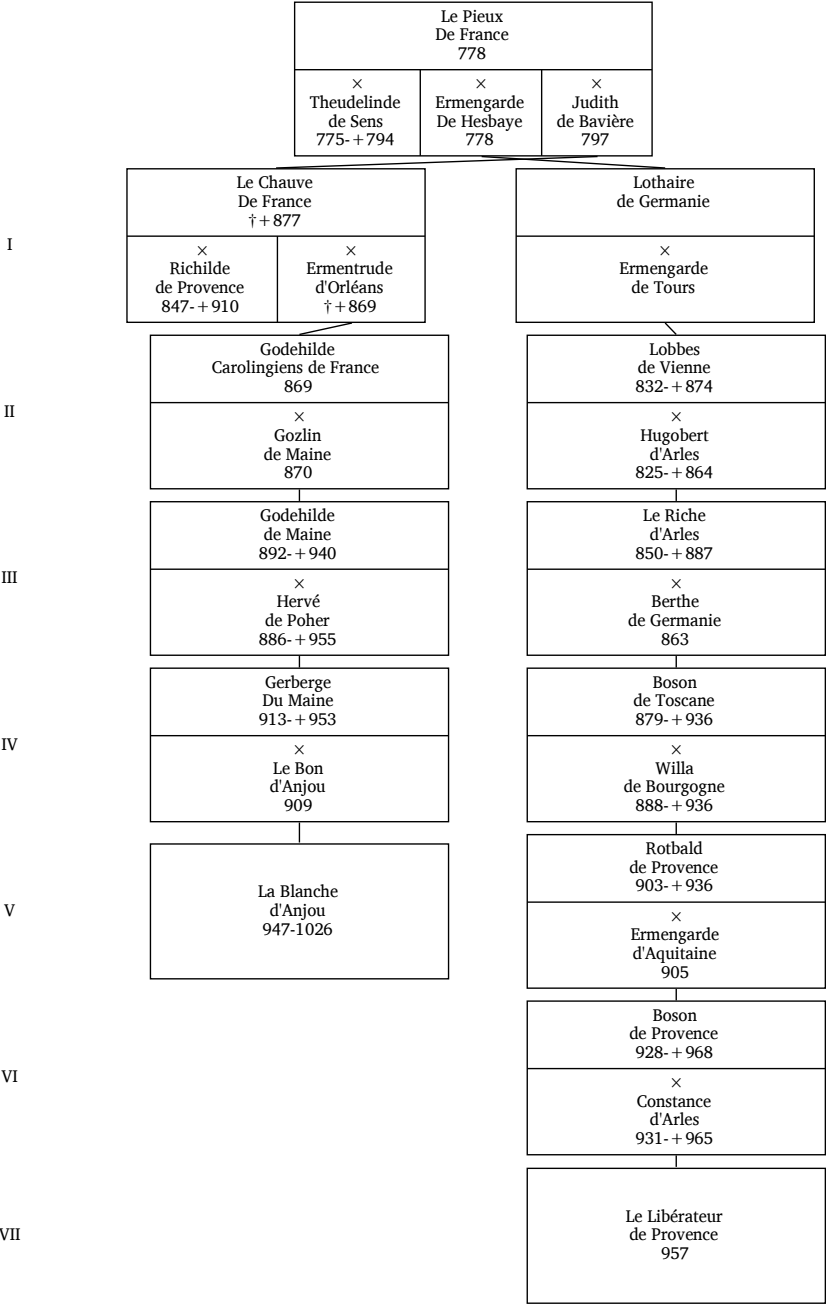 Le Pieux
De France
778
×
Theudelinde
de Sens
775-+794
×
Ermengarde
De Hesbaye
778
×
Judith
de Bavière
797
I
Le Chauve
De France
†+877
×
Richilde
de Provence
847-+910
×
Ermentrude
d'Orléans
†+869
Lothaire
de Germanie
×
Ermengarde
de Tours
II
Godehilde
Carolingiens de France
869
×
Gozlin
de Maine
870
Lobbes
de Vienne
832-+874
×
Hugobert
d'Arles
825-+864
III
Godehilde
de Maine
892-+940
×
Hervé
de Poher
886-+955
Le Riche
d'Arles
850-+887
×
Berthe
de Germanie
863
IV
Gerberge
Du Maine
913-+953
×
Le Bon
d'Anjou
909
Boson
de Toscane
879-+936
×
Willa
de Bourgogne
888-+936
V
La Blanche
d'Anjou
947-1026
Rotbald
de Provence
903-+936
×
Ermengarde
d'Aquitaine
905
VI
Boson
de Provence
928-+968
×
Constance
d'Arles
931-+965
VII
Le Libérateur
de Provence
957